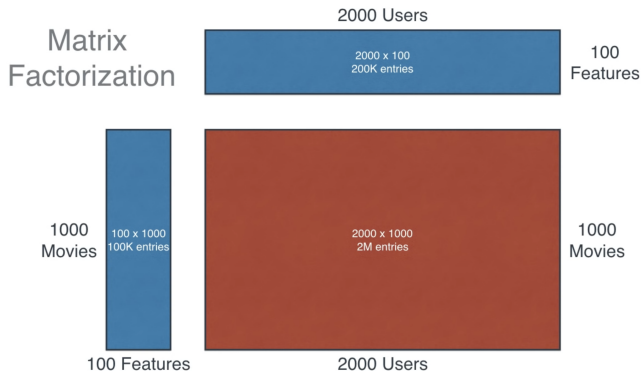 Matrix
Factorization
2000 Users
2000 x 100
200K entries
100
Features
1000
Movies
100 x 1000
100K entries
2000 x 1000
2M entries
1000
Movies
100 Features
2000 Users